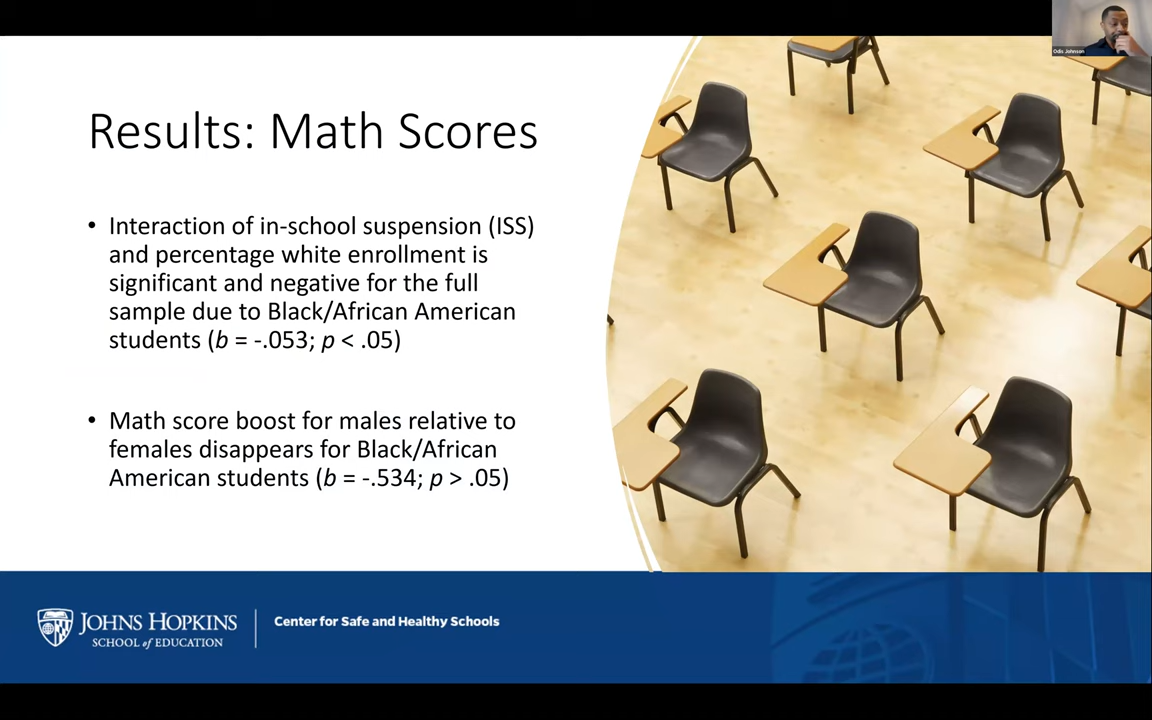 Odis Johnson
Results: Math Scores
• Interaction of in-school suspension (ISS)
and percentage white enrollment is
significant and negative for the full
sample due to Black/African American
students (b = -.053; p < .05)
• Math score boost for males relative to
females disappears for Black/African
American students (b = -.534; p > .05)
JOHNS HOPKINS
SCHOOL of EDUCATION
Center for Safe and Healthy Schools